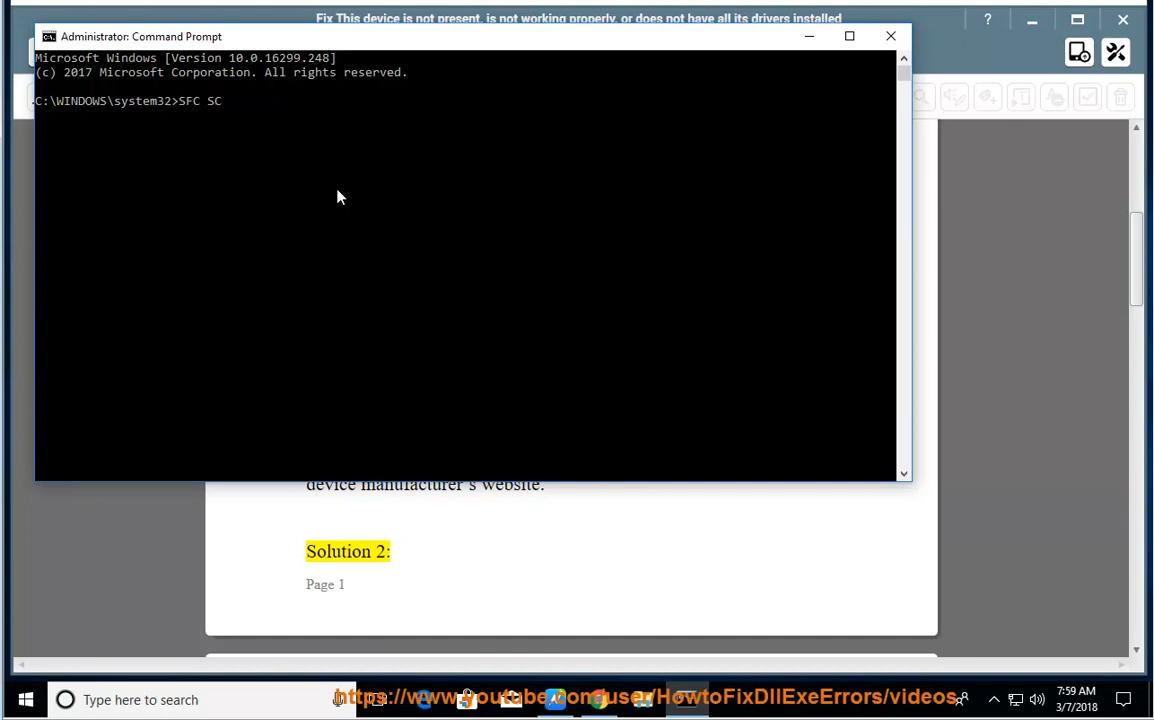 Fix This device is not present, is not working properly, or does not have all its drivers installed
Administrator: Command Prompt
Microsoft Windows [Version 10.0.16299.248]
(c) 2017 Microsoft Corporation. All rights reserved.
C:\WINDOWS\system32>SFC SC
device manufacturer's website.
Solution 2:
Page 1
Type here to search
https://www.youtube.com/user/HowtoFixDllExeErrors/videos
7:59 AM
3/7/2018